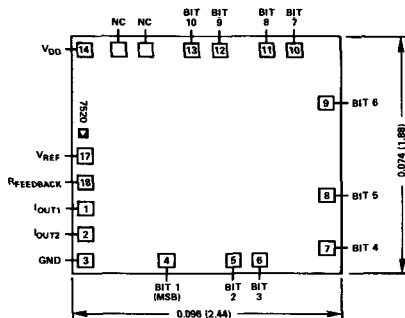 BIT 10
BIT 9
BIT 8
BIT 7
NC
NC
VDD
14
13
12
11
10
7520
9
BIT 6
VREF
17
RFEEDBACK
18
IOUT1
1
8
BIT 5
IOUT2
2
GND
3
4
5
6
7
BIT 4
BIT 1 (MSB)
BIT 2
BIT 3
0.096 (2.44)
0.074 (1.88)